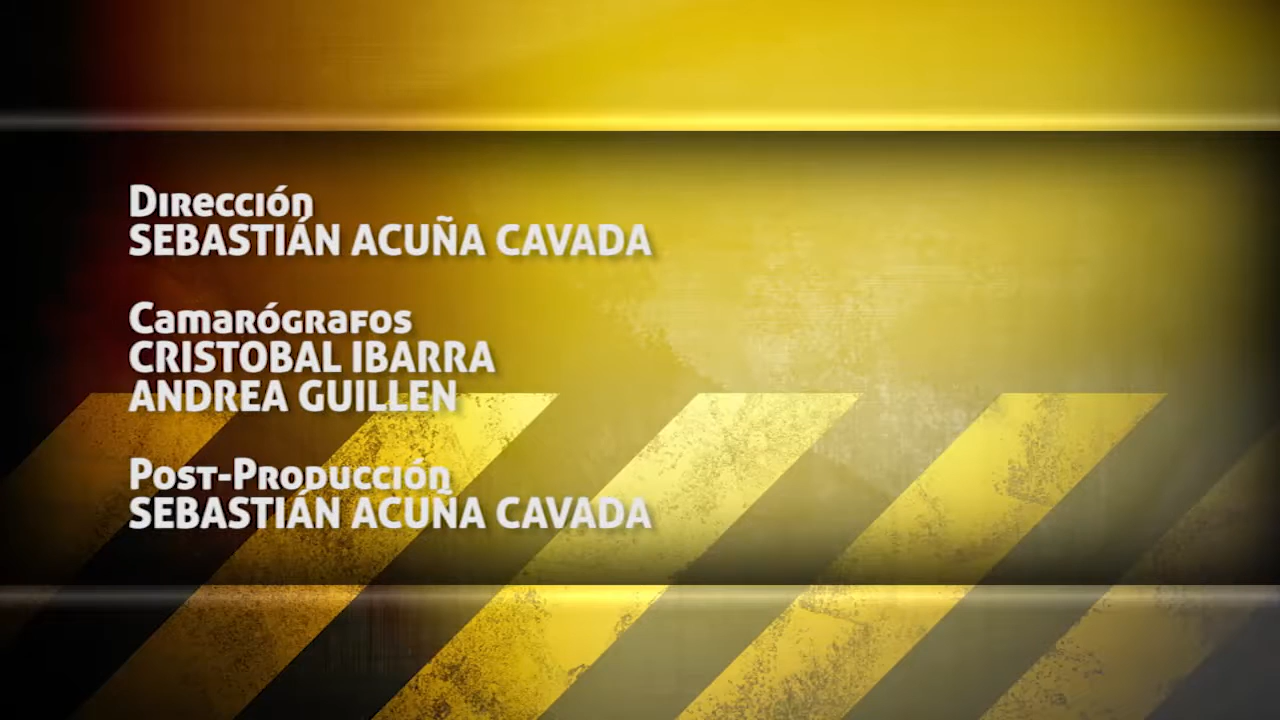 Dirección
SEBASTIÁN ACUÑA CAVADA
Camarógrafos
CRISTOBAL IBARRA
ANDREA GUILLEN
Post-Producción
SEBASTIÁN ACUÑA CAVADA